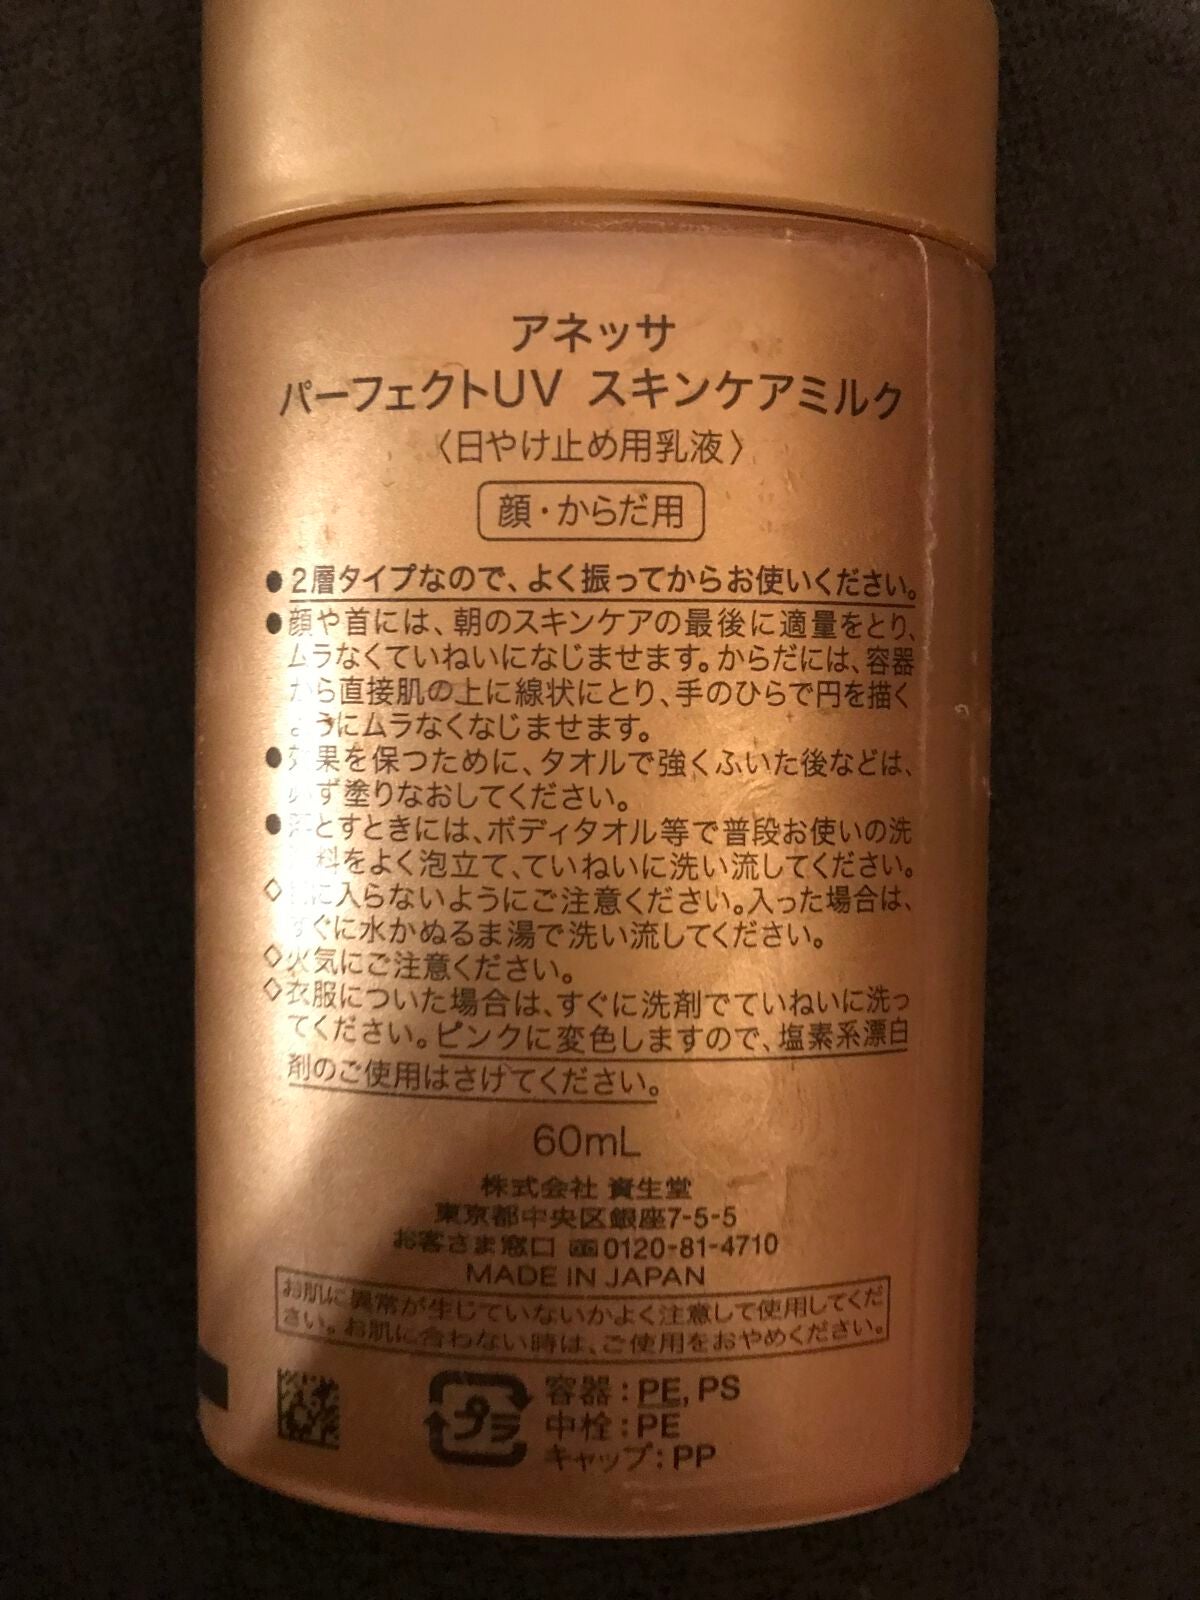 アネッサ
パーフェクトUV スキンケアミルク
〈日やけ止め用乳液〉
顔・からだ用
●2層タイプなので、よく振ってからお使いください。
●顔や首には、朝のスキンケアの最後に適量をとり、
ムラなくていねいになじませます。からだには、容器
から直接肌の上に線状にとり、手のひらで円を描く
ようにムラなくなじませます。
●効果を保つために、タオルで強くふいた後などは、
必ず塗りなおしてください。
●落とすときには、ボディタオル等で普段お使いの洗
浄料をよく泡立て、ていねいに洗い流してください。
◇目に入らないようにご注意ください。入った場合は、
すぐに水かぬるま湯で洗い流してください。
◇火気にご注意ください。
◇衣服についた場合は、すぐに洗剤でていねいに洗っ
てください。ピンクに変色しますので、塩素系漂白
剤のご使用はさけてください。
60mL
株式会社 資生堂
東京都中央区銀座7-5-5
お客さま窓口 0120-81-4710
MADE IN JAPAN
お肌に異常が生じていないかよく注意して使用してくだ
さい。お肌に合わない時は、ご使用をおやめください。
プラ
容器:PE, PS
中栓:PE
キャップ:PP